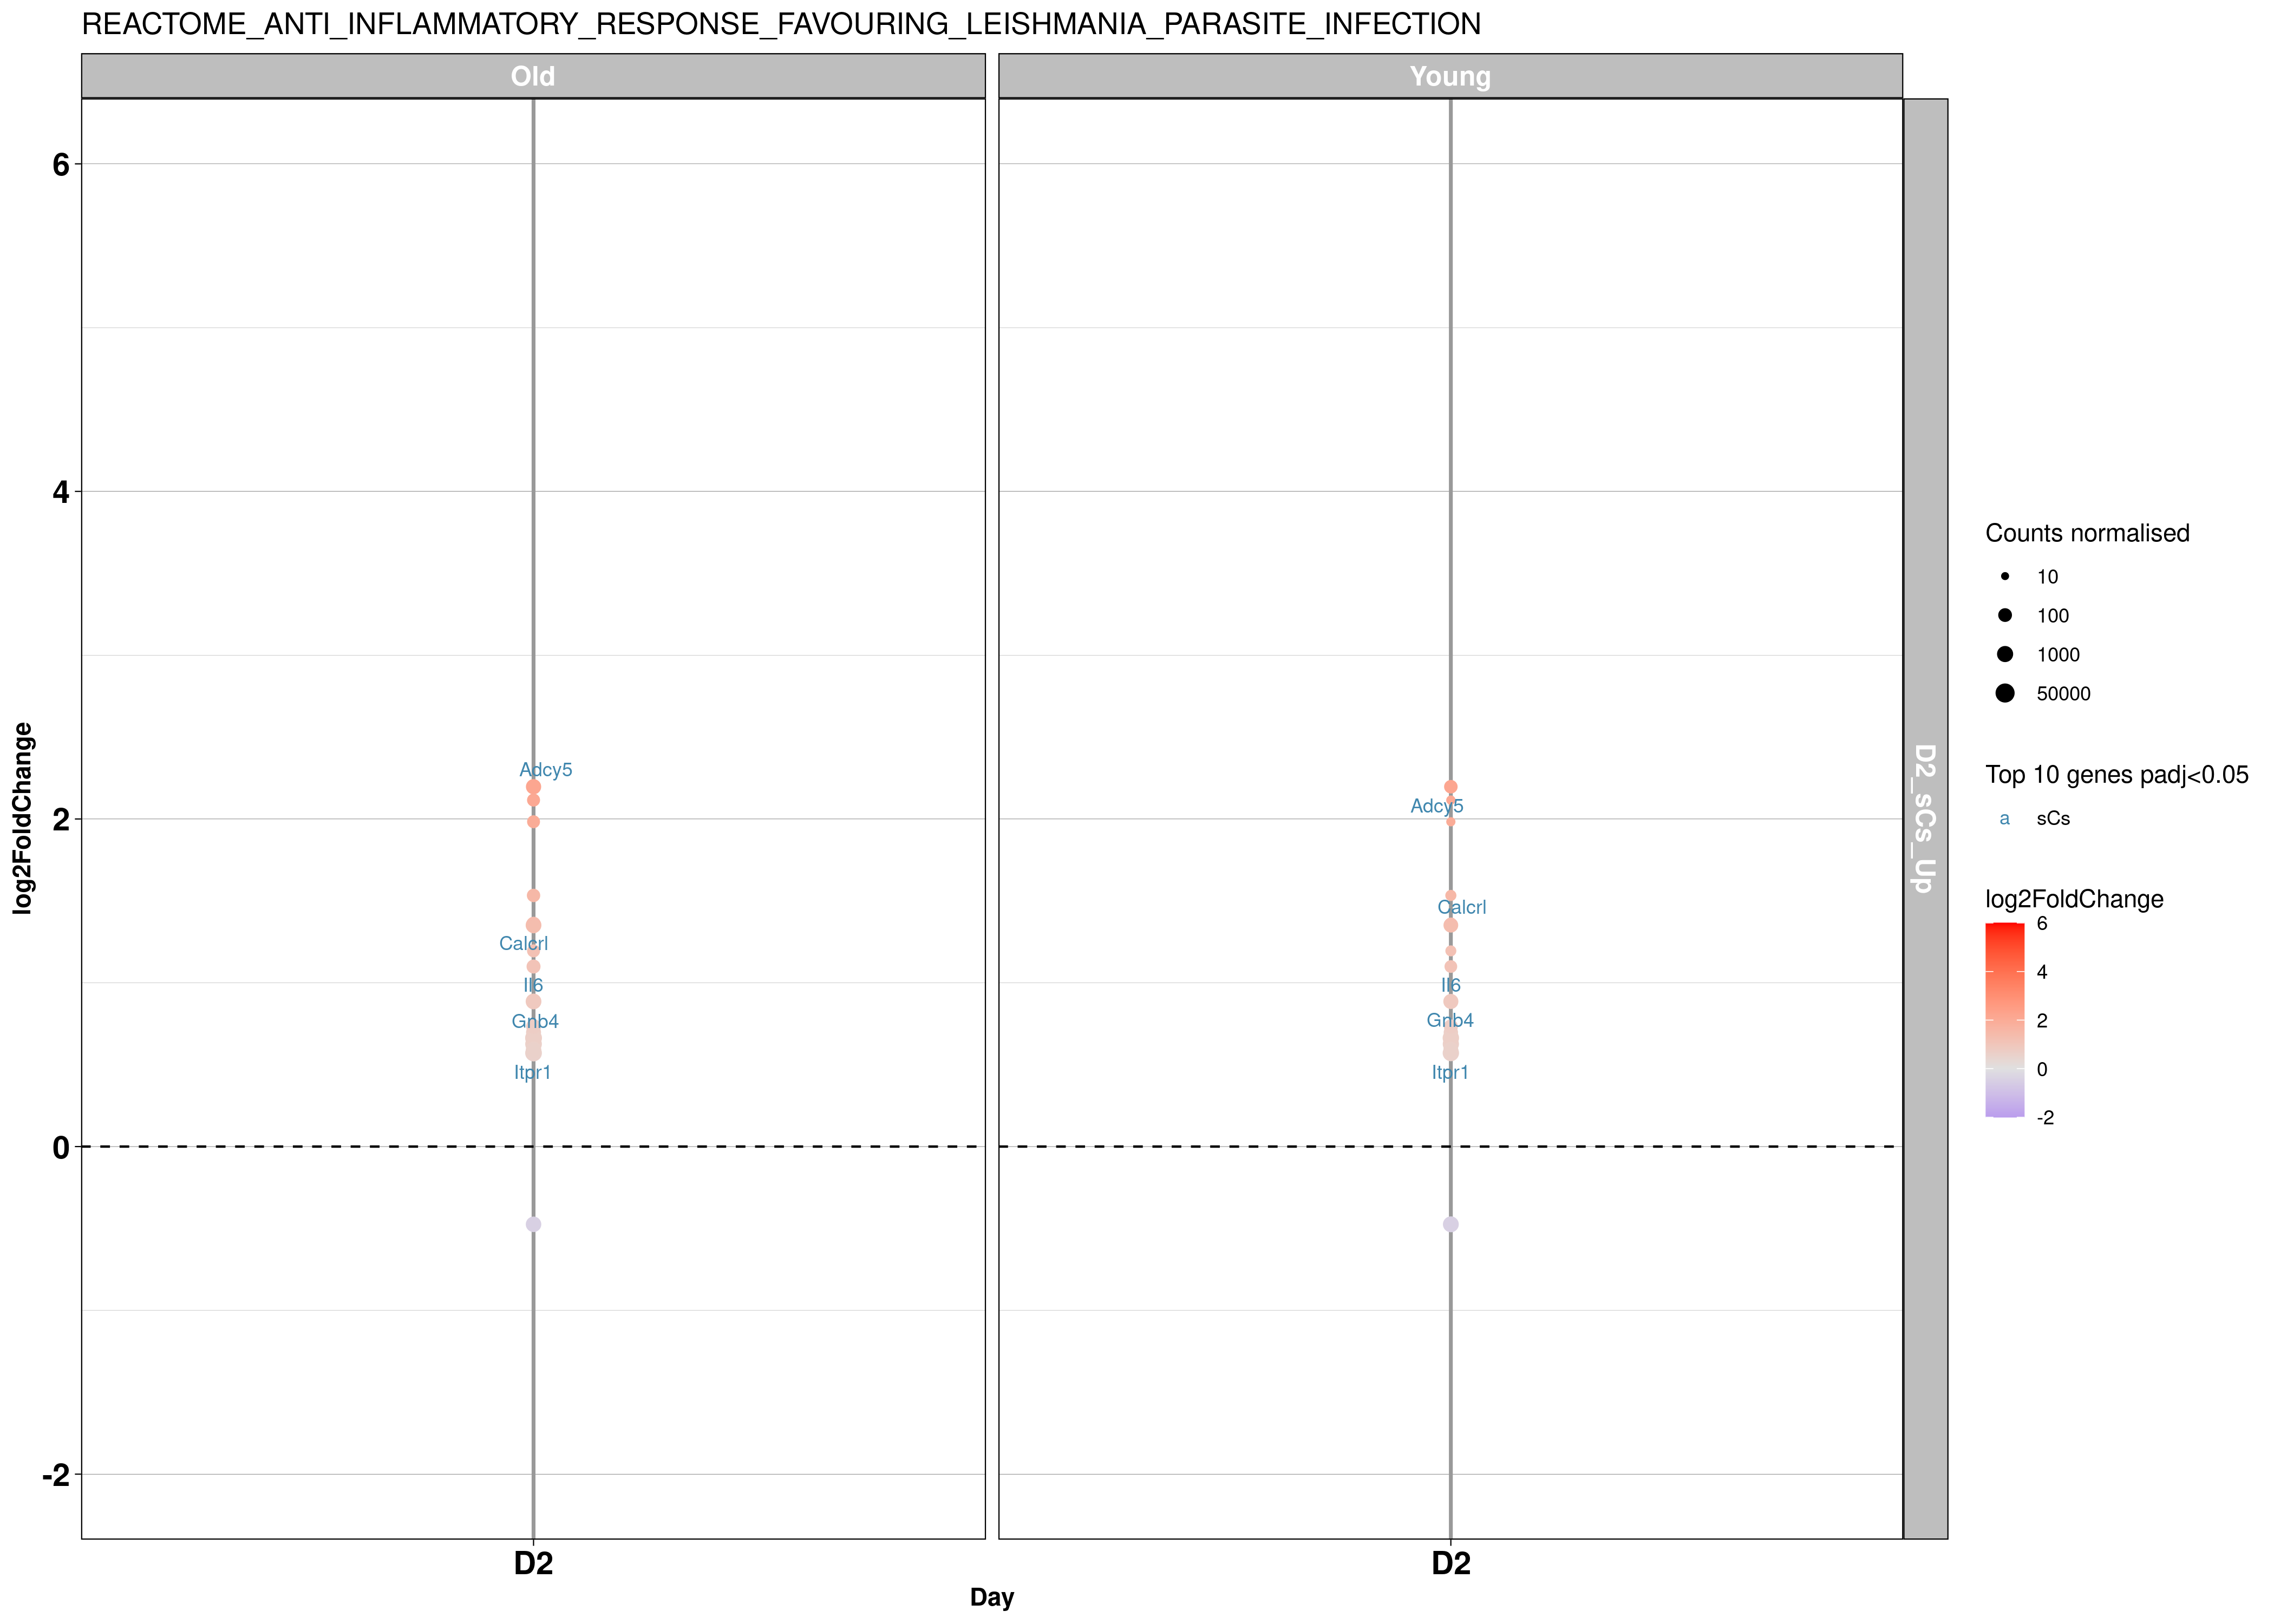 REACTOME_ANTI_INFLAMMATORY_RESPONSE_FAVOURING_LEISHMANIA_PARASITE_INFECTION
Old
Young
D2_sCs_Up
log2FoldChange
6
4
2
0
-2
Adcy5
Calcrl
Il6
Gnb4
Itpr1
Adcy5
Calcrl
Il6
Gnb4
Itpr1
D2
D2
Day
Counts normalised
10
100
1000
50000
Top 10 genes padj<0.05
a sCs
log2FoldChange
6
4
2
0
-2